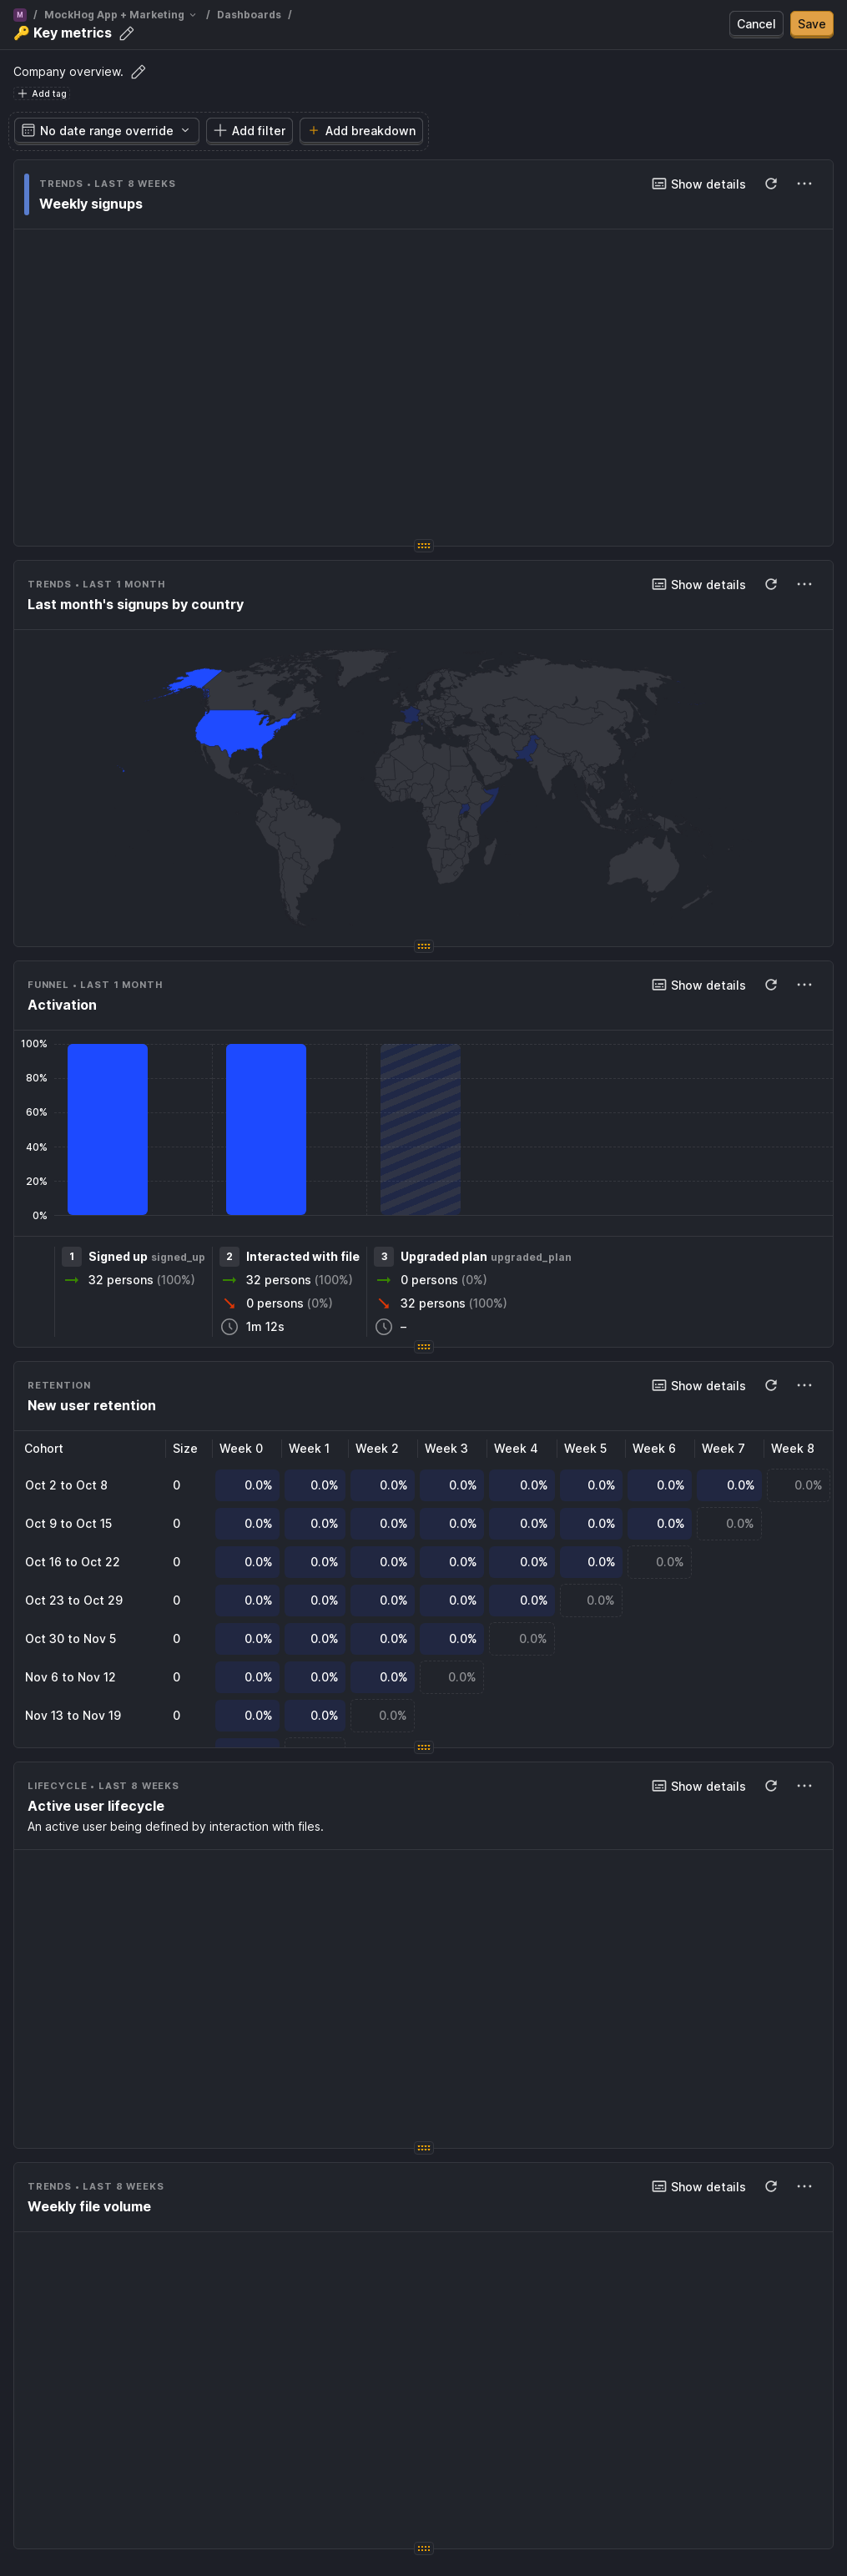 M / MockHog App + Marketing / Dashboards /
🔑 Key metrics
Cancel
Save
Company overview.
Add tag
No date range override
Add filter
Add breakdown
TRENDS • LAST 8 WEEKS
Weekly signups
Show details
TRENDS • LAST 1 MONTH
Last month's signups by country
Show details
FUNNEL • LAST 1 MONTH
Activation
Show details
100%
80%
60%
40%
20%
0%
1 Signed up signed_up
32 persons (100%)
2 Interacted with file
32 persons (100%)
0 persons (0%)
1m 12s
3 Upgraded plan upgraded_plan
0 persons (0%)
32 persons (100%)
–
RETENTION
New user retention
Show details
Cohort Size Week 0 Week 1 Week 2 Week 3 Week 4 Week 5 Week 6 Week 7 Week 8
Oct 2 to Oct 8 0 0.0% 0.0% 0.0% 0.0% 0.0% 0.0% 0.0% 0.0% 0.0%
Oct 9 to Oct 15 0 0.0% 0.0% 0.0% 0.0% 0.0% 0.0% 0.0% 0.0%
Oct 16 to Oct 22 0 0.0% 0.0% 0.0% 0.0% 0.0% 0.0% 0.0%
Oct 23 to Oct 29 0 0.0% 0.0% 0.0% 0.0% 0.0% 0.0%
Oct 30 to Nov 5 0 0.0% 0.0% 0.0% 0.0% 0.0%
Nov 6 to Nov 12 0 0.0% 0.0% 0.0% 0.0%
Nov 13 to Nov 19 0 0.0% 0.0% 0.0%
LIFECYCLE • LAST 8 WEEKS
Active user lifecycle
An active user being defined by interaction with files.
Show details
TRENDS • LAST 8 WEEKS
Weekly file volume
Show details